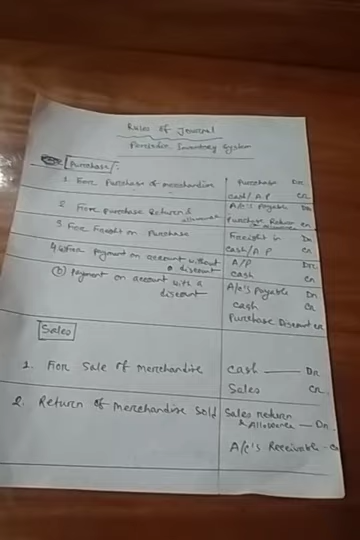 Rules of Journal
Periodic Inventory System
Purchase:
1. For Purchase of merchandise
Purchase Dr.
Cash/A.P Cr.
2. For purchase Return &
allowance
A/c's Payable Dr.
Purchase Return
& allowance Cr
3 For Freight on Purchase
Freight in Dr
Cash/A.P Cr
4 (a) For Payment on account without
a discount
A/P Dr.
cash Cr
(b) Payment on account with a
discount
A/c's Payable Dr
cash Cr
Purchase Discount Cr
Sales
1. For Sale of merchandise
cash — Dr.
Sales Cr.
2. Return of Merchandise Sold
Sales return
& Allowance — Dr.
A/c's Receivable - Cr